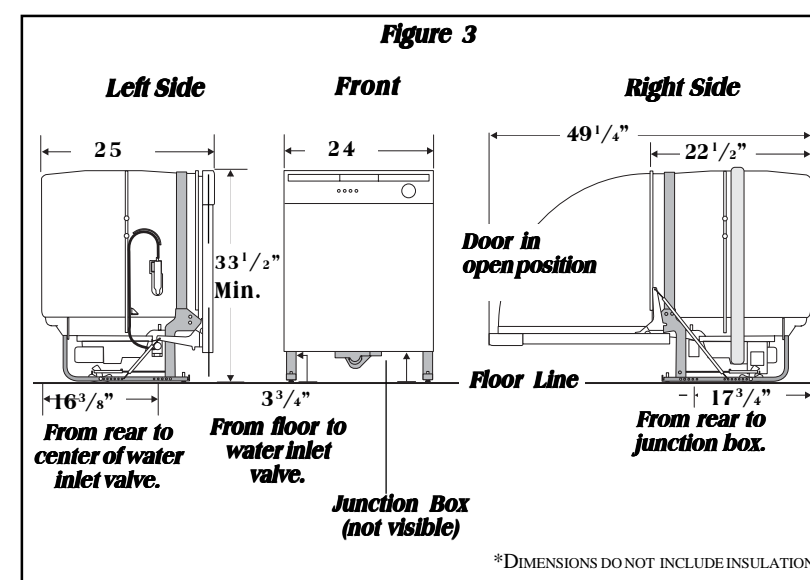 Figure 3
Left Side
Front
Right Side
49 1/4”
25
24
22 1/2”
Door in
open position
33 1/2”
Min.
Floor Line
16 3/8”
3 3/4”
17 3/4”
From rear to
center of water
inlet valve.
From floor to
water inlet
valve.
From rear to
junction box.
Junction Box
(not visible)
*DIMENSIONS DO NOT INCLUDE INSULATION